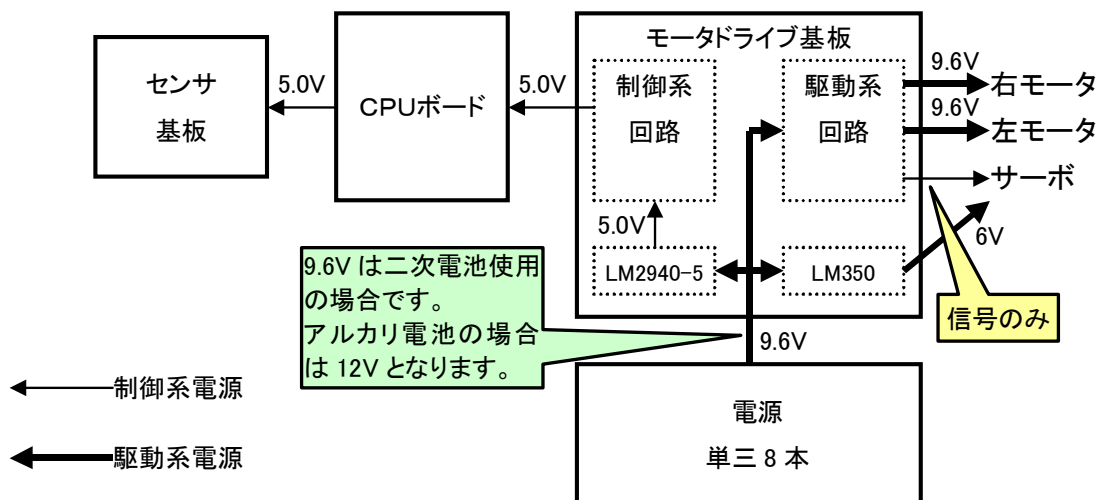 モータドライブ基板
センサ
基板
5.0V
CPUボード
5.0V
制御系
回路
駆動系
回路
9.6V
右モータ
9.6V
左モータ
サーボ
5.0V
6V
LM2940-5
LM350
信号のみ
9.6V は二次電池使用
の場合です。
アルカリ電池の場合
は 12V となります。
9.6V
制御系電源
駆動系電源
電源
単三 8 本